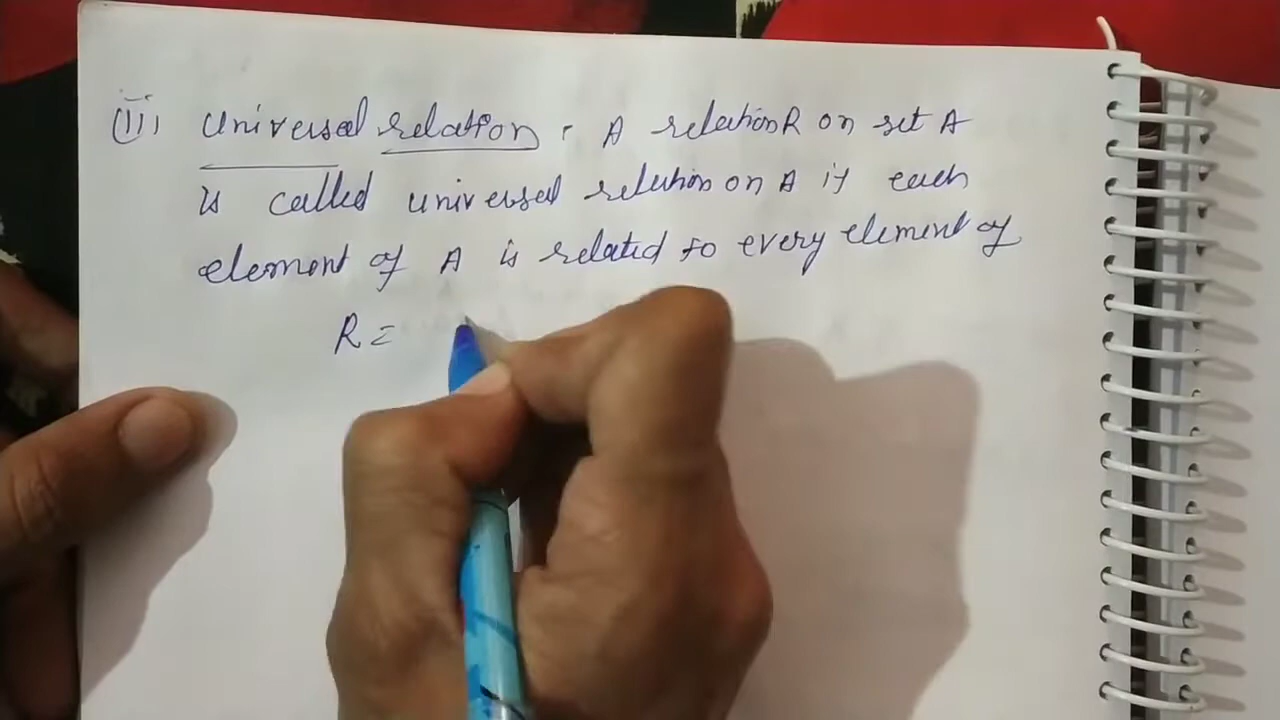 (ii) Universal relation : A relation R on set A
is called universal relation on A if each
element of A is related to every element of
R =